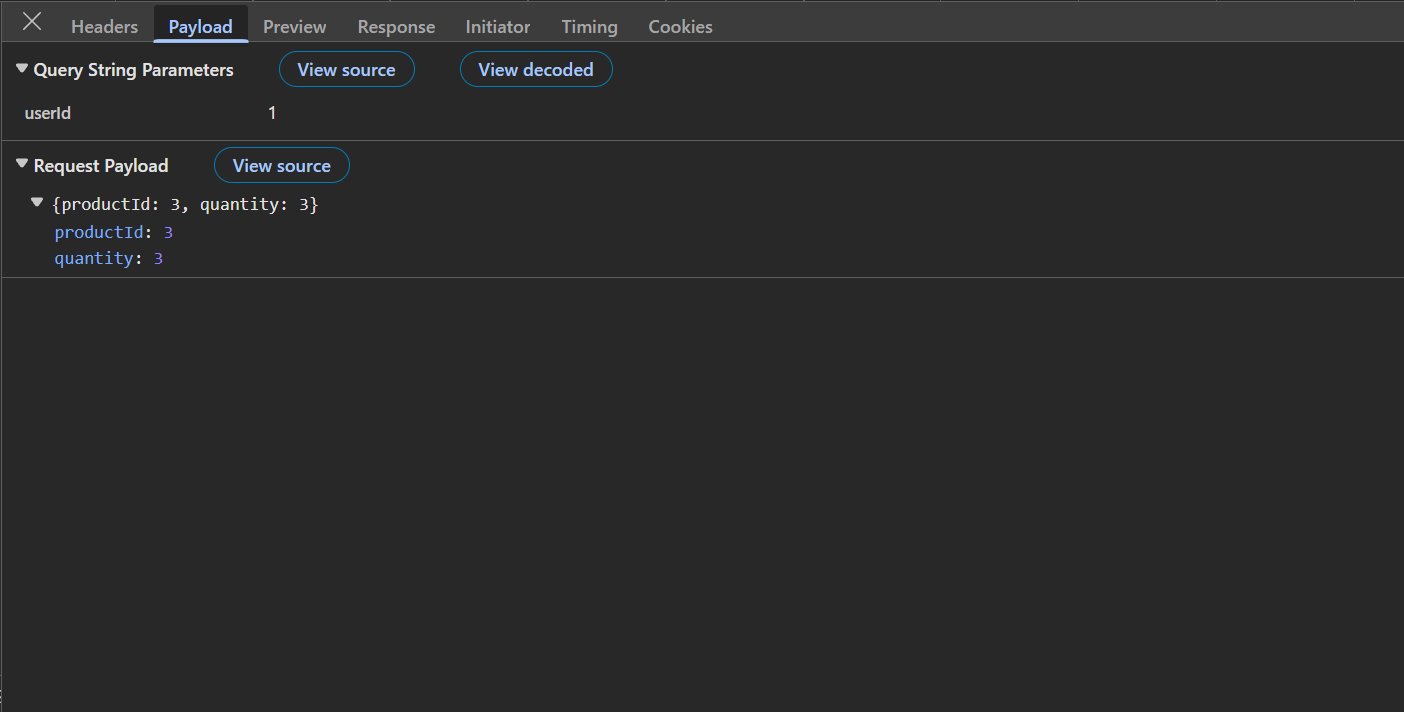 Headers Payload Preview Response Initiator Timing Cookies
Query String Parameters View source View decoded
userId 1
Request Payload View source
{productId: 3, quantity: 3}
productId: 3
quantity: 3